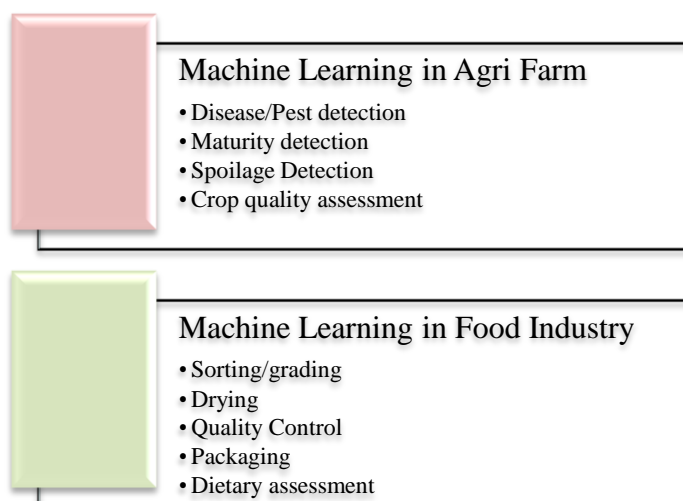 Machine Learning in Agri Farm
• Disease/Pest detection
• Maturity detection
• Spoilage Detection
• Crop quality assessment
Machine Learning in Food Industry
• Sorting/grading
• Drying
• Quality Control
• Packaging
• Dietary assessment